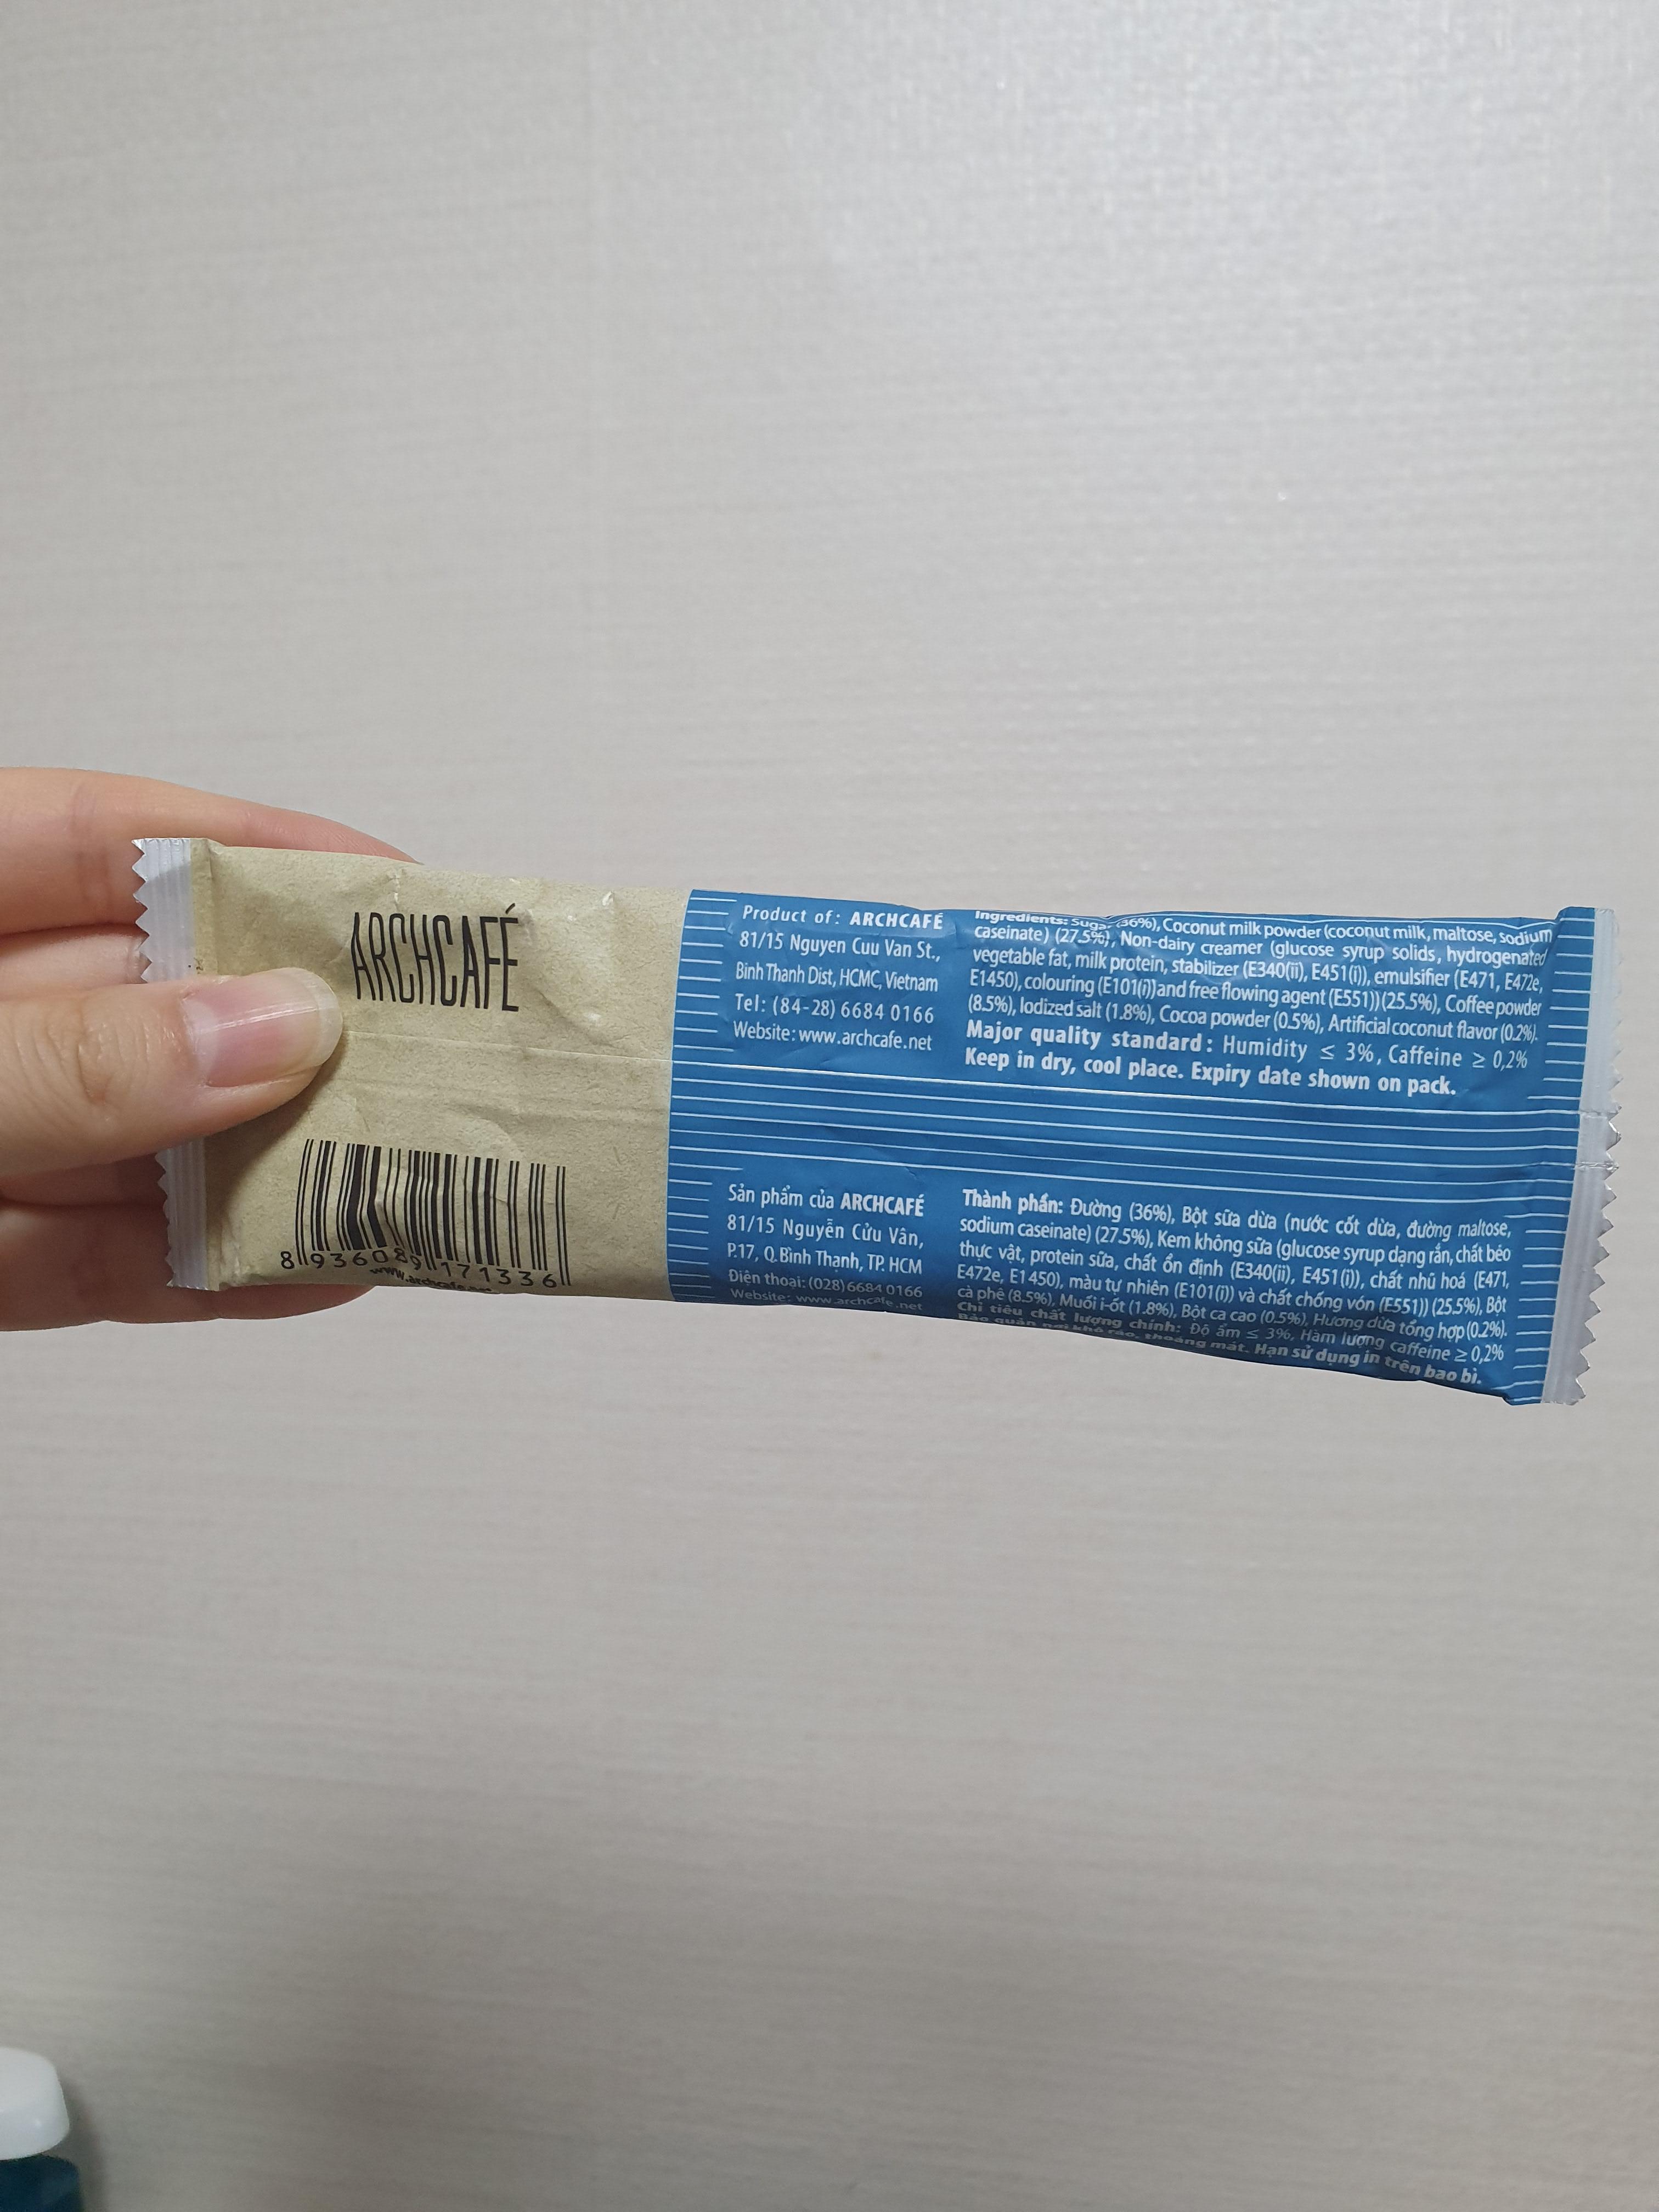 ARCHCAFÉ
8936089171336
www.archcafe.net
Product of: ARCHCAFÉ
81/15 Nguyen Cuu Van St.,
Binh Thanh Dist, HCMC, Vietnam
Tel: (84-28) 6684 0166
Website: www.archcafe.net
Ingredients: Sugar (36%), Coconut milk powder (coconut milk, maltose, sodium
caseinate) (27.5%), Non-dairy creamer (glucose syrup solids, hydrogenated
vegetable fat, milk protein, stabilizer (E340(ii), E451(i)), emulsifier (E471, E472e,
E1450), colouring (E101(i)) and free flowing agent (E551)) (25.5%), Coffee powder
(8.5%), Iodized salt (1.8%), Cocoa powder (0.5%), Artificial coconut flavor (0.2%).
Major quality standard: Humidity ≤ 3%, Caffeine ≥ 0,2%
Keep in dry, cool place. Expiry date shown on pack.
Sản phẩm của ARCHCAFÉ
81/15 Nguyễn Cửu Vân,
P.17, Q.Bình Thạnh, TP. HCM
Điện thoại: (028) 6684 0166
Website: www.archcafe.net
Thành phần: Đường (36%), Bột sữa dừa (nước cốt dừa, đường maltose,
sodium caseinate) (27.5%), Kem không sữa (glucose syrup dạng rắn, chất béo
thực vật, protein sữa, chất ổn định (E340(ii), E451(i)), chất nhũ hoá (E471,
E472e, E1450), màu tự nhiên (E101(i)) và chất chống vón (E551)) (25.5%), Bột
cà phê (8.5%), Muối i-ốt (1.8%), Bột ca cao (0.5%), Hương dừa tổng hợp (0.2%).
Chỉ tiêu chất lượng chính: Độ ẩm ≤ 3%, Hàm lượng caffeine ≥ 0,2%
Bảo quản nơi khô ráo, thoáng mát. Hạn sử dụng in trên bao bì.